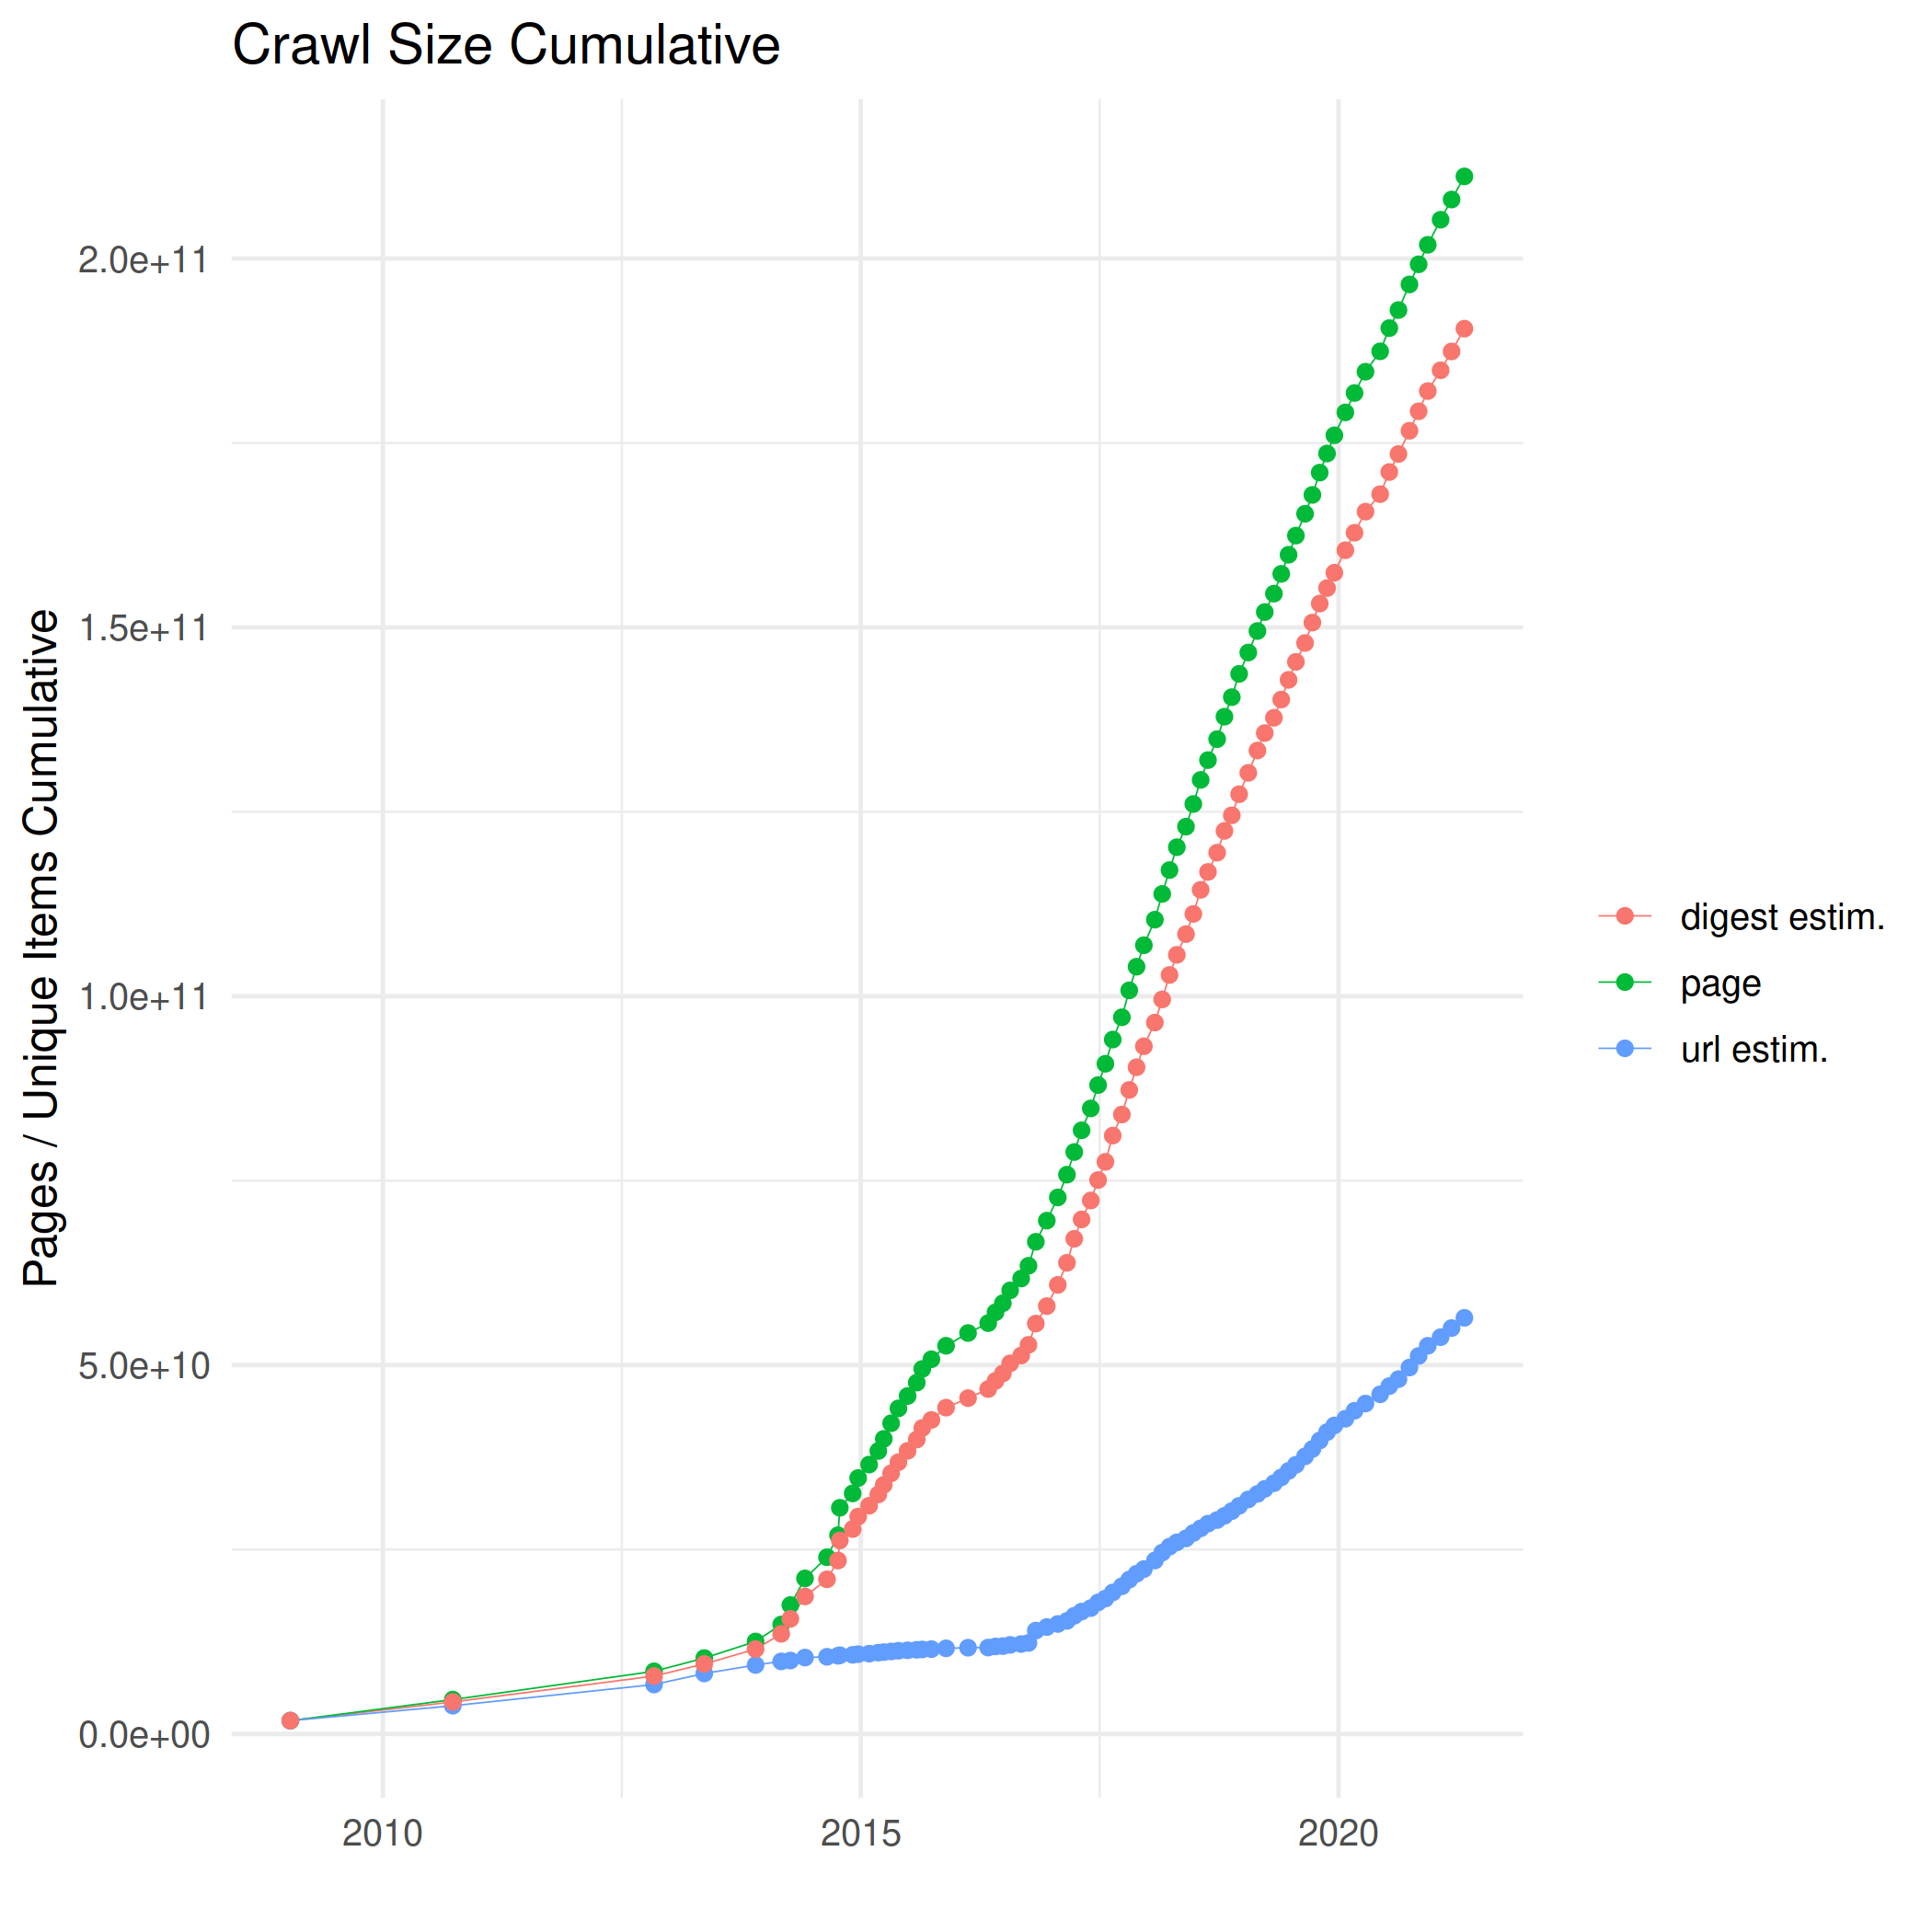 Crawl Size Cumulative
Pages / Unique Items Cumulative
2.0e+11
1.5e+11
1.0e+11
5.0e+10
0.0e+00
2010
2015
2020
digest estim.
page
url estim.